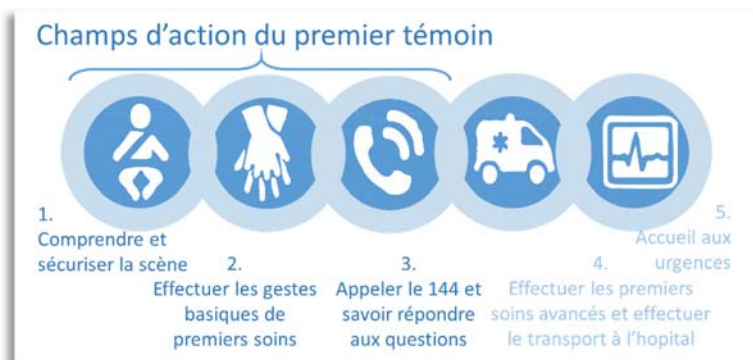 Champs d'action du premier témoin
1.
Comprendre et
sécuriser la scène
2.
Effectuer les gestes
basiques de
premiers soins
3.
Appeler le 144 et
savoir répondre
aux questions
4.
Effectuer les premiers
soins avancés et effectuer
le transport à l'hopital
5.
Accueil aux
urgences